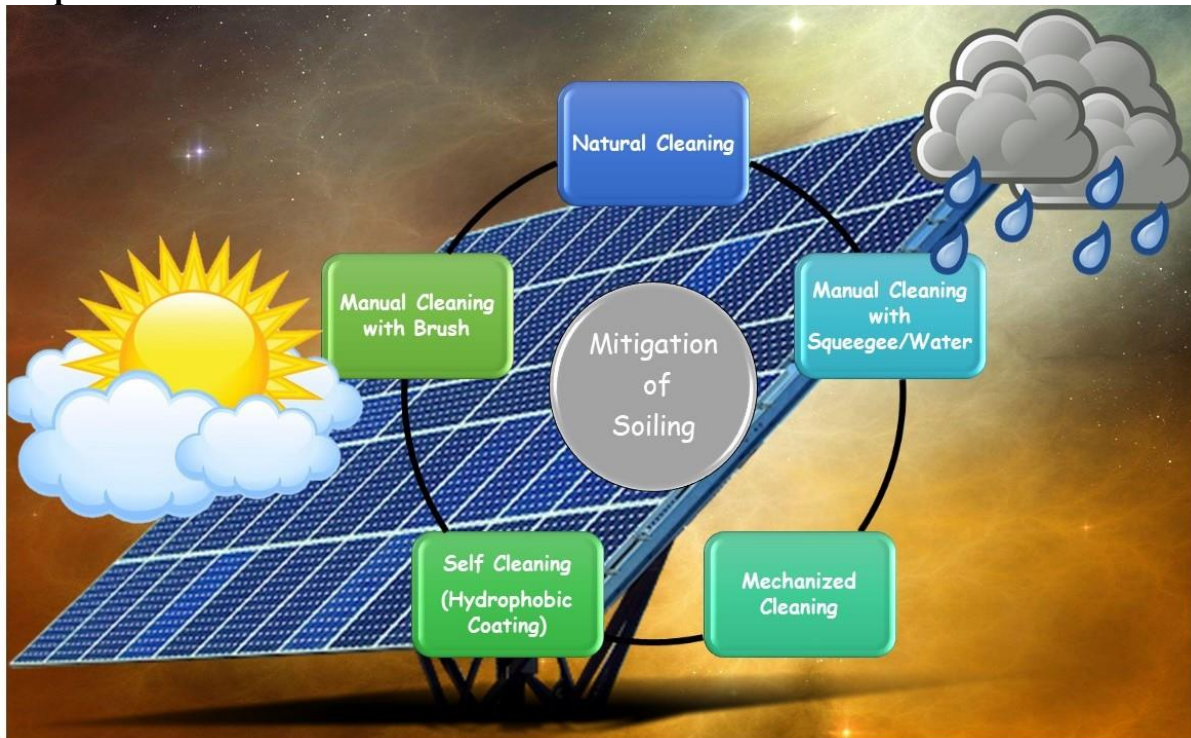 Natural Cleaning
Manual Cleaning
with Brush
Manual Cleaning
with
Squeegee/Water
Mitigation
of
Soiling
Self Cleaning
(Hydrophobic
Coating)
Mechanized
Cleaning